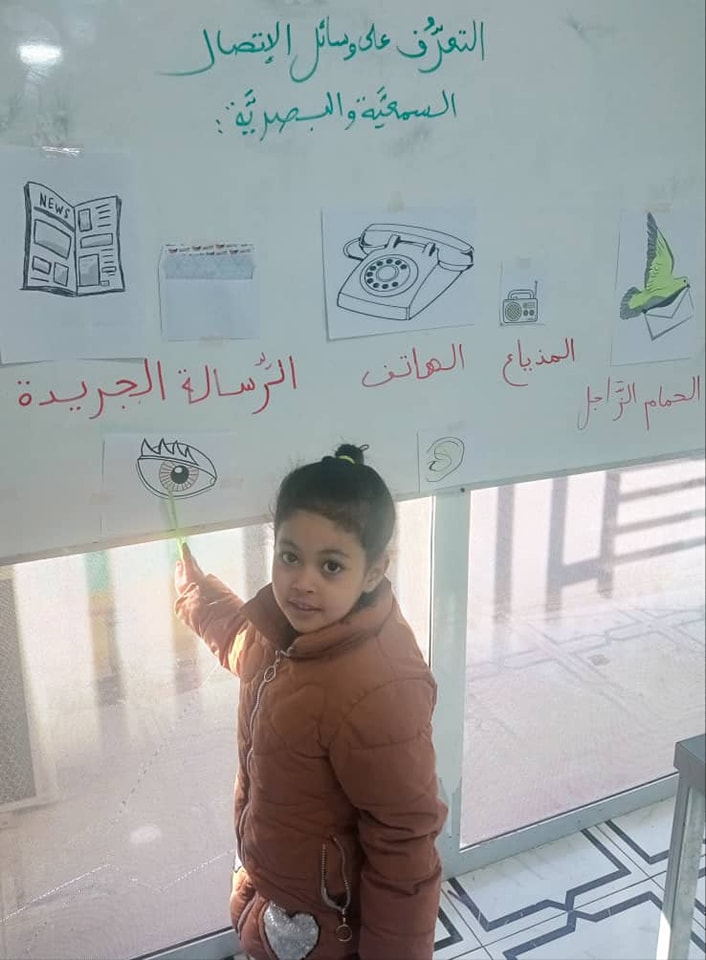 التعرُّف على وسائل الإتصال
السمعيَّة والبصريَّة:
NEWS
الحمام الزَّاجل
المذياع
الهاتف
الرِّسالة
الجريدة